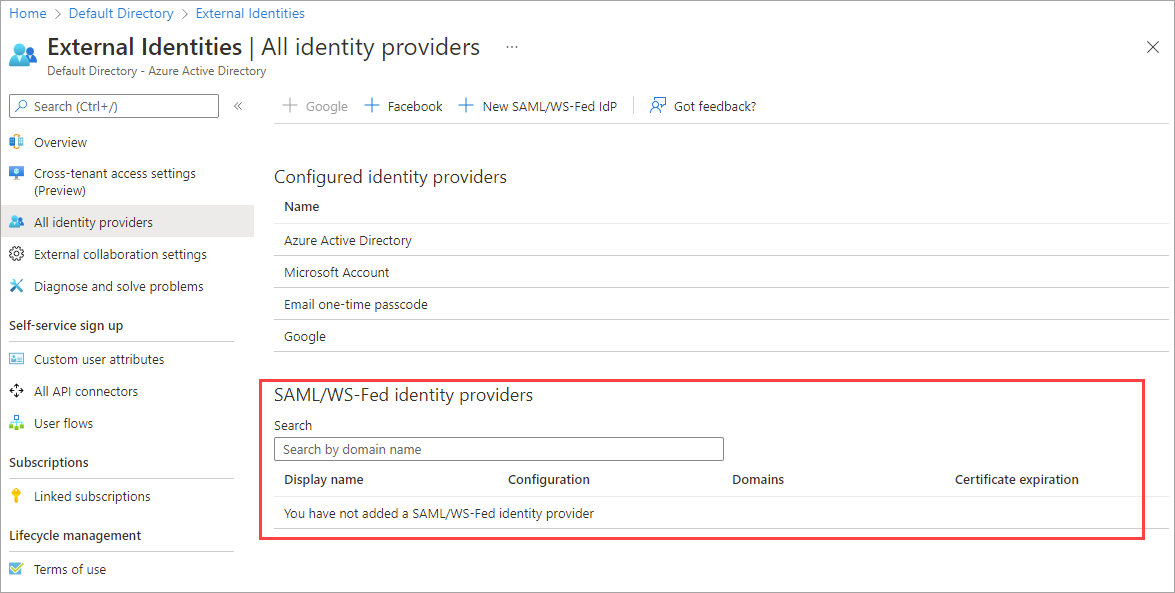 Home > Default Directory > External Identities
External Identities | All identity providers ...
Default Directory - Azure Active Directory
Search (Ctrl+/)
«
Overview
Cross-tenant access settings
(Preview)
All identity providers
External collaboration settings
Diagnose and solve problems
Self-service sign up
Custom user attributes
All API connectors
User flows
Subscriptions
Linked subscriptions
Lifecycle management
Terms of use
+ Google + Facebook + New SAML/WS-Fed IdP Got feedback?
Configured identity providers
Name
Azure Active Directory
Microsoft Account
Email one-time passcode
Google
SAML/WS-Fed identity providers
Search
Search by domain name
Display name Configuration Domains Certificate expiration
You have not added a SAML/WS-Fed identity provider